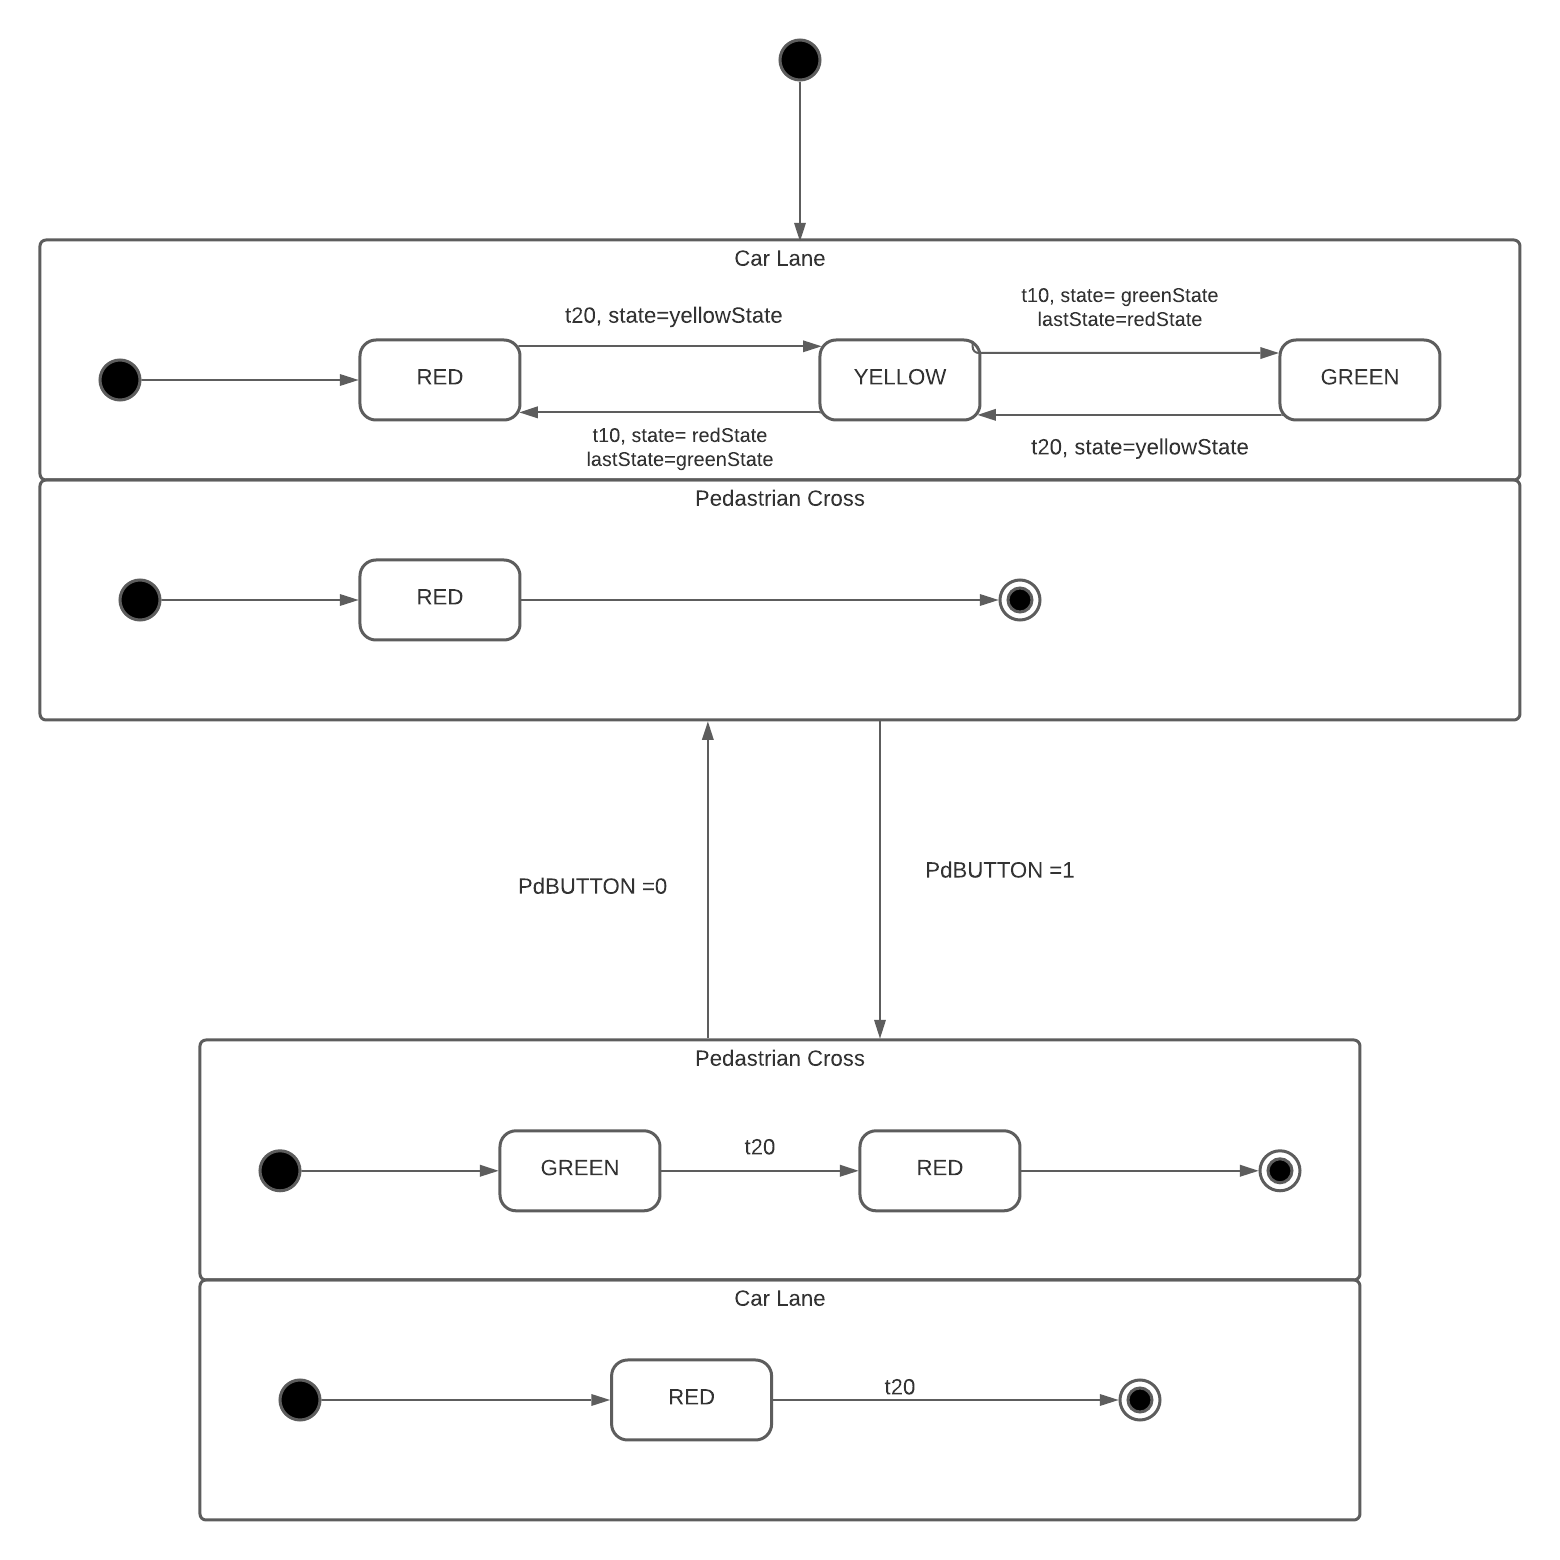 Car Lane
t10, state= greenState
lastState=redState
t20, state=yellowState
RED
YELLOW
GREEN
t10, state= redState
lastState=greenState
t20, state=yellowState
Pedastrian Cross
RED
PdBUTTON =0
PdBUTTON =1
Pedastrian Cross
GREEN
t20
RED
Car Lane
RED
t20